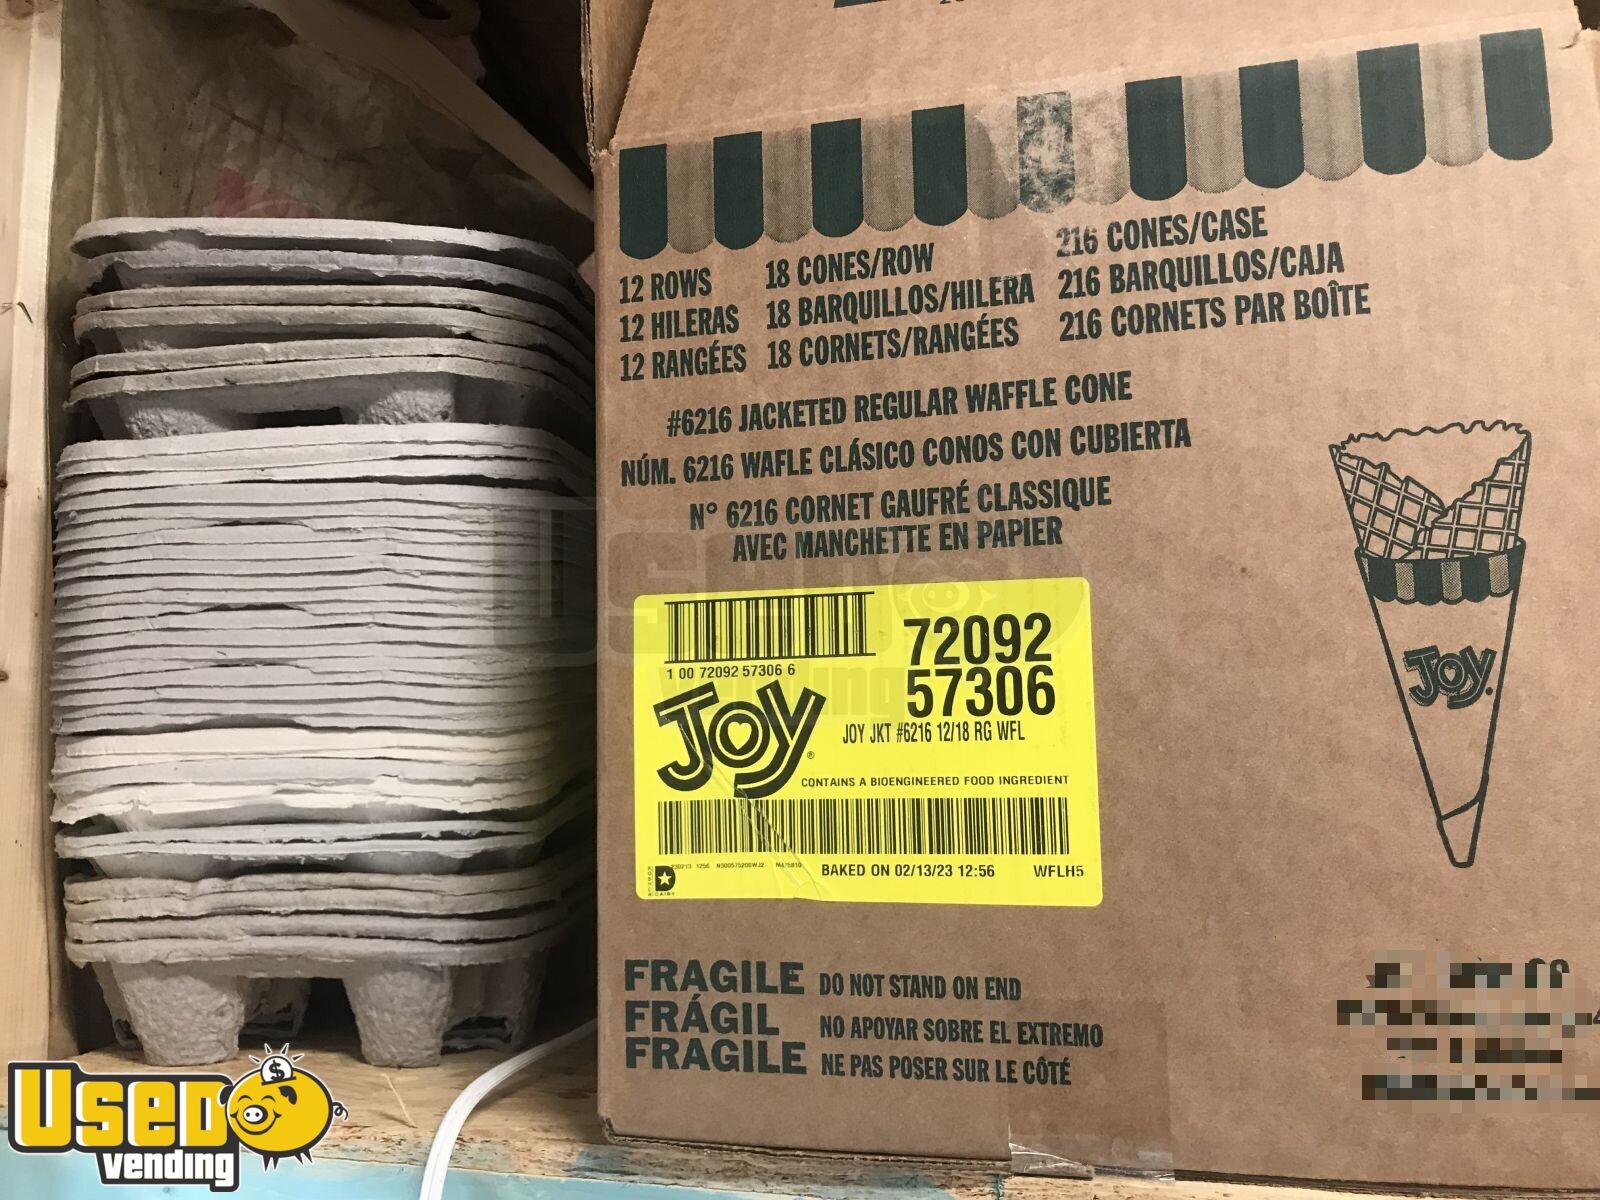 12 ROWS 18 CONES/ROW 216 CONES/CASE
12 HILERAS 18 BARQUILLOS/HILERA 216 BARQUILLOS/CAJA
12 RANGÉES 18 CORNETS/RANGÉES 216 CORNETS PAR BOÎTE
#6216 JACKETED REGULAR WAFFLE CONE
NÚM. 6216 WAFLE CLÁSICO CONOS CON CUBIERTA
N° 6216 CORNET GAUFRÉ CLASSIQUE
AVEC MANCHETTE EN PAPIER
JOY.
1 00 72092 57306 6
72092
57306
JOY®
JOY JKT #6216 12/18 RG WFL
CONTAINS A BIOENGINEERED FOOD INGREDIENT
230213 1256
BAKED ON 02/13/23 12:56 WFLH5
D
DAIRY
FRAGILE DO NOT STAND ON END
FRÁGIL NO APOYAR SOBRE EL EXTREMO
FRAGILE NE PAS POSER SUR LE CÔTÉ
USED
vending